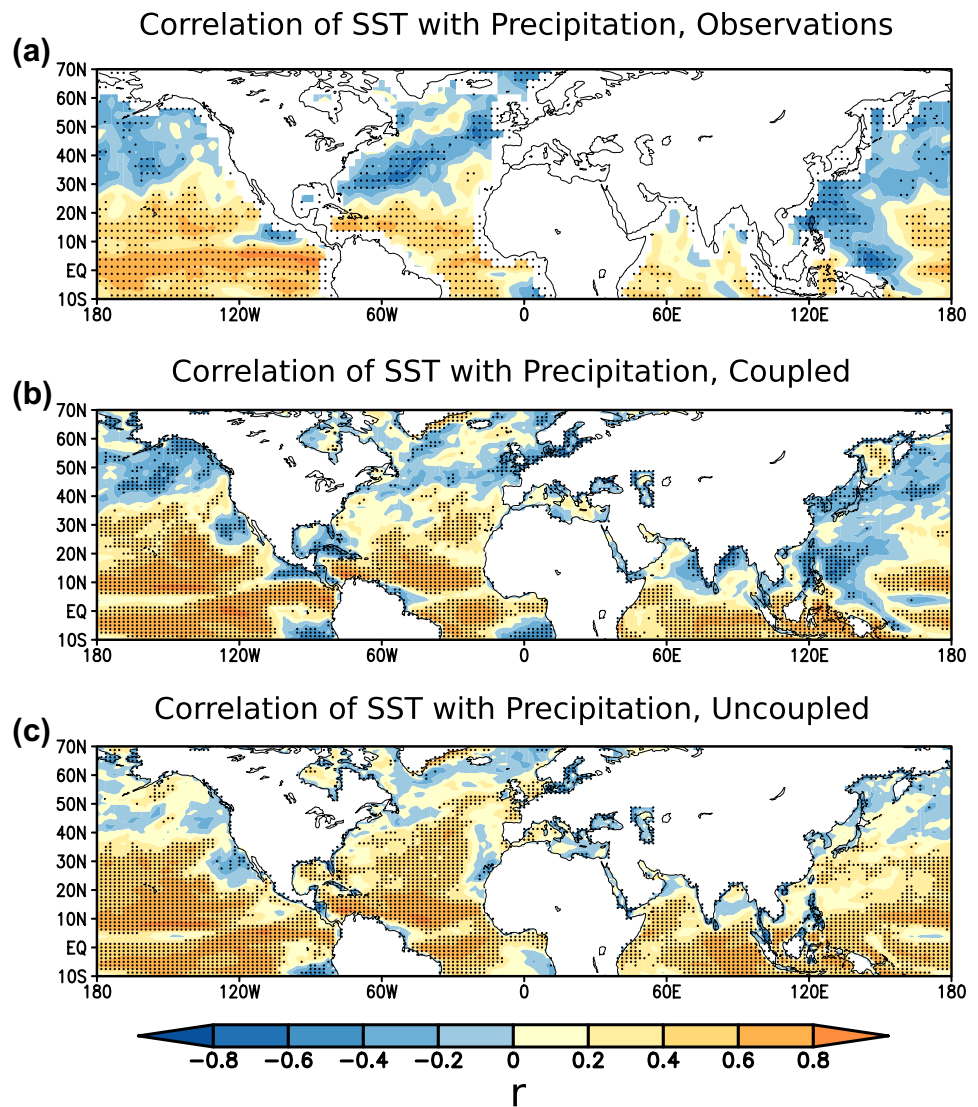 Correlation of SST with Precipitation, Observations
(a)
70N
60N
50N
40N
30N
20N
10N
EQ
10S
180 120W 60W 0 60E 120E 180
Correlation of SST with Precipitation, Coupled
(b)
70N
60N
50N
40N
30N
20N
10N
EQ
10S
180 120W 60W 0 60E 120E 180
Correlation of SST with Precipitation, Uncoupled
(c)
70N
60N
50N
40N
30N
20N
10N
EQ
10S
180 120W 60W 0 60E 120E 180
−0.8 −0.6 −0.4 −0.2 0 0.2 0.4 0.6 0.8
r